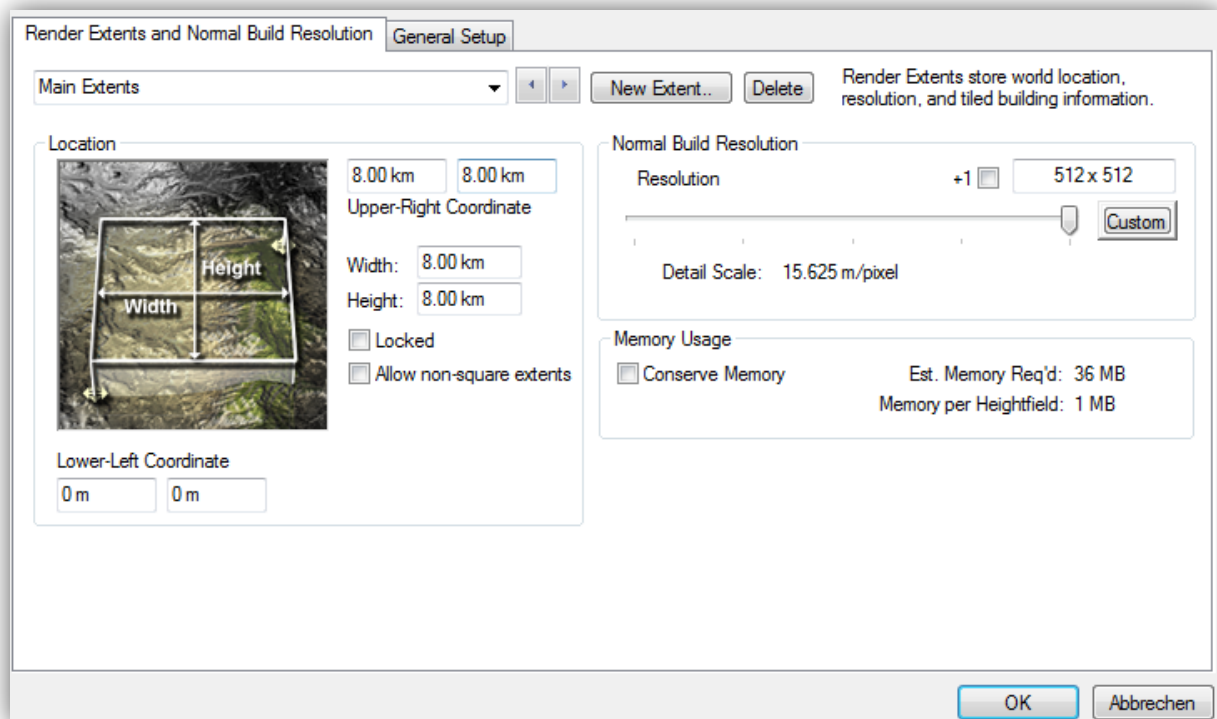 Render Extents and Normal Build Resolution
General Setup
Main Extents
New Extent..
Delete
Render Extents store world location,
resolution, and tiled building information.
Location
8.00 km 8.00 km
Upper-Right Coordinate
Height
Width
Width: 8.00 km
Height: 8.00 km
Locked
Allow non-square extents
Lower-Left Coordinate
0 m 0 m
Normal Build Resolution
Resolution +1 512 x 512
Custom
Detail Scale: 15.625 m/pixel
Memory Usage
Conserve Memory Est. Memory Req'd: 36 MB
Memory per Heightfield: 1 MB
OK Abbrechen